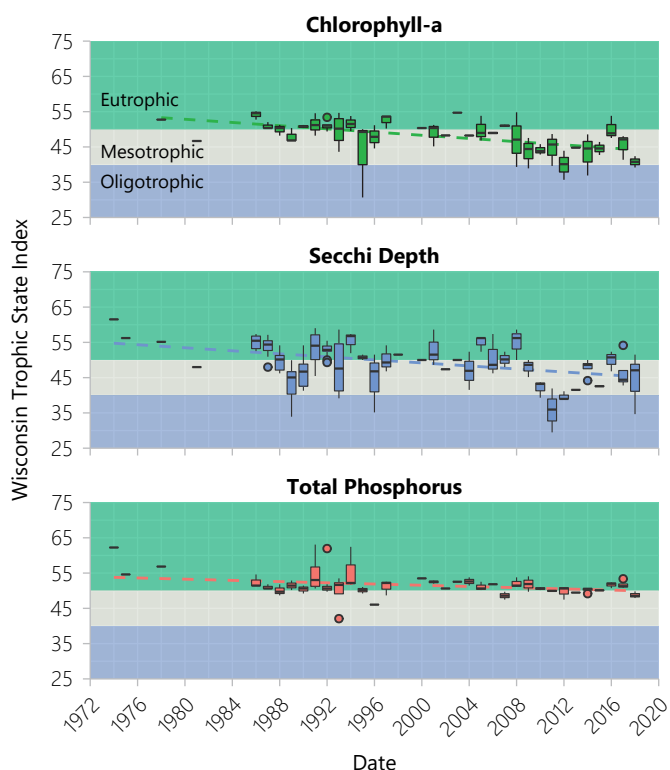 Chlorophyll-a
75
65
55
45
35
25
Eutrophic
Mesotrophic
Oligotrophic
Secchi Depth
75
65
55
45
35
25
Wisconsin Trophic State Index
Total Phosphorus
75
65
55
45
35
25
1972 1976 1980 1984 1988 1992 1996 2000 2004 2008 2012 2016 2020
Date